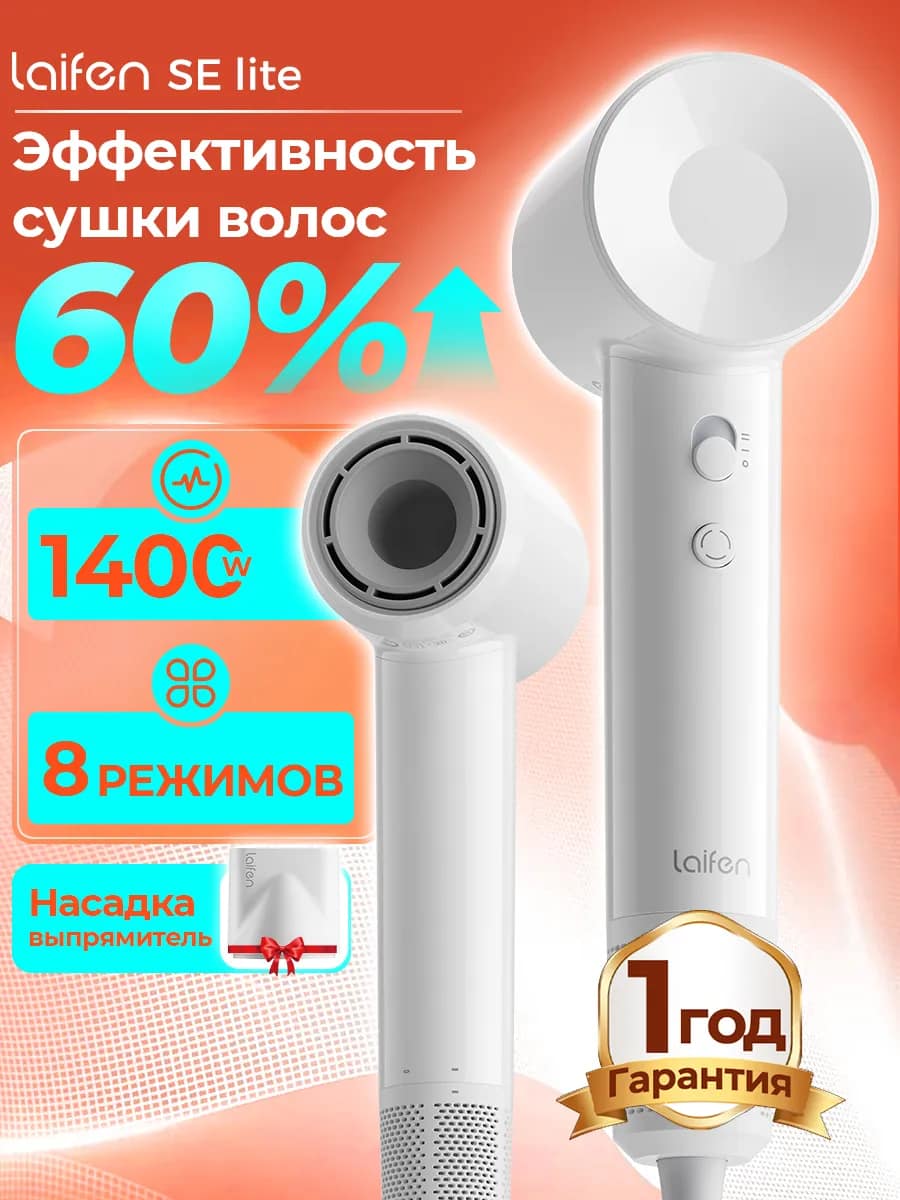 laifen SE lite
Эффективность
сушки волос
60%
1400W
8 РЕЖИМОВ
Насадка
выпрямитель
laifen
laifen
1 год
Гарантия